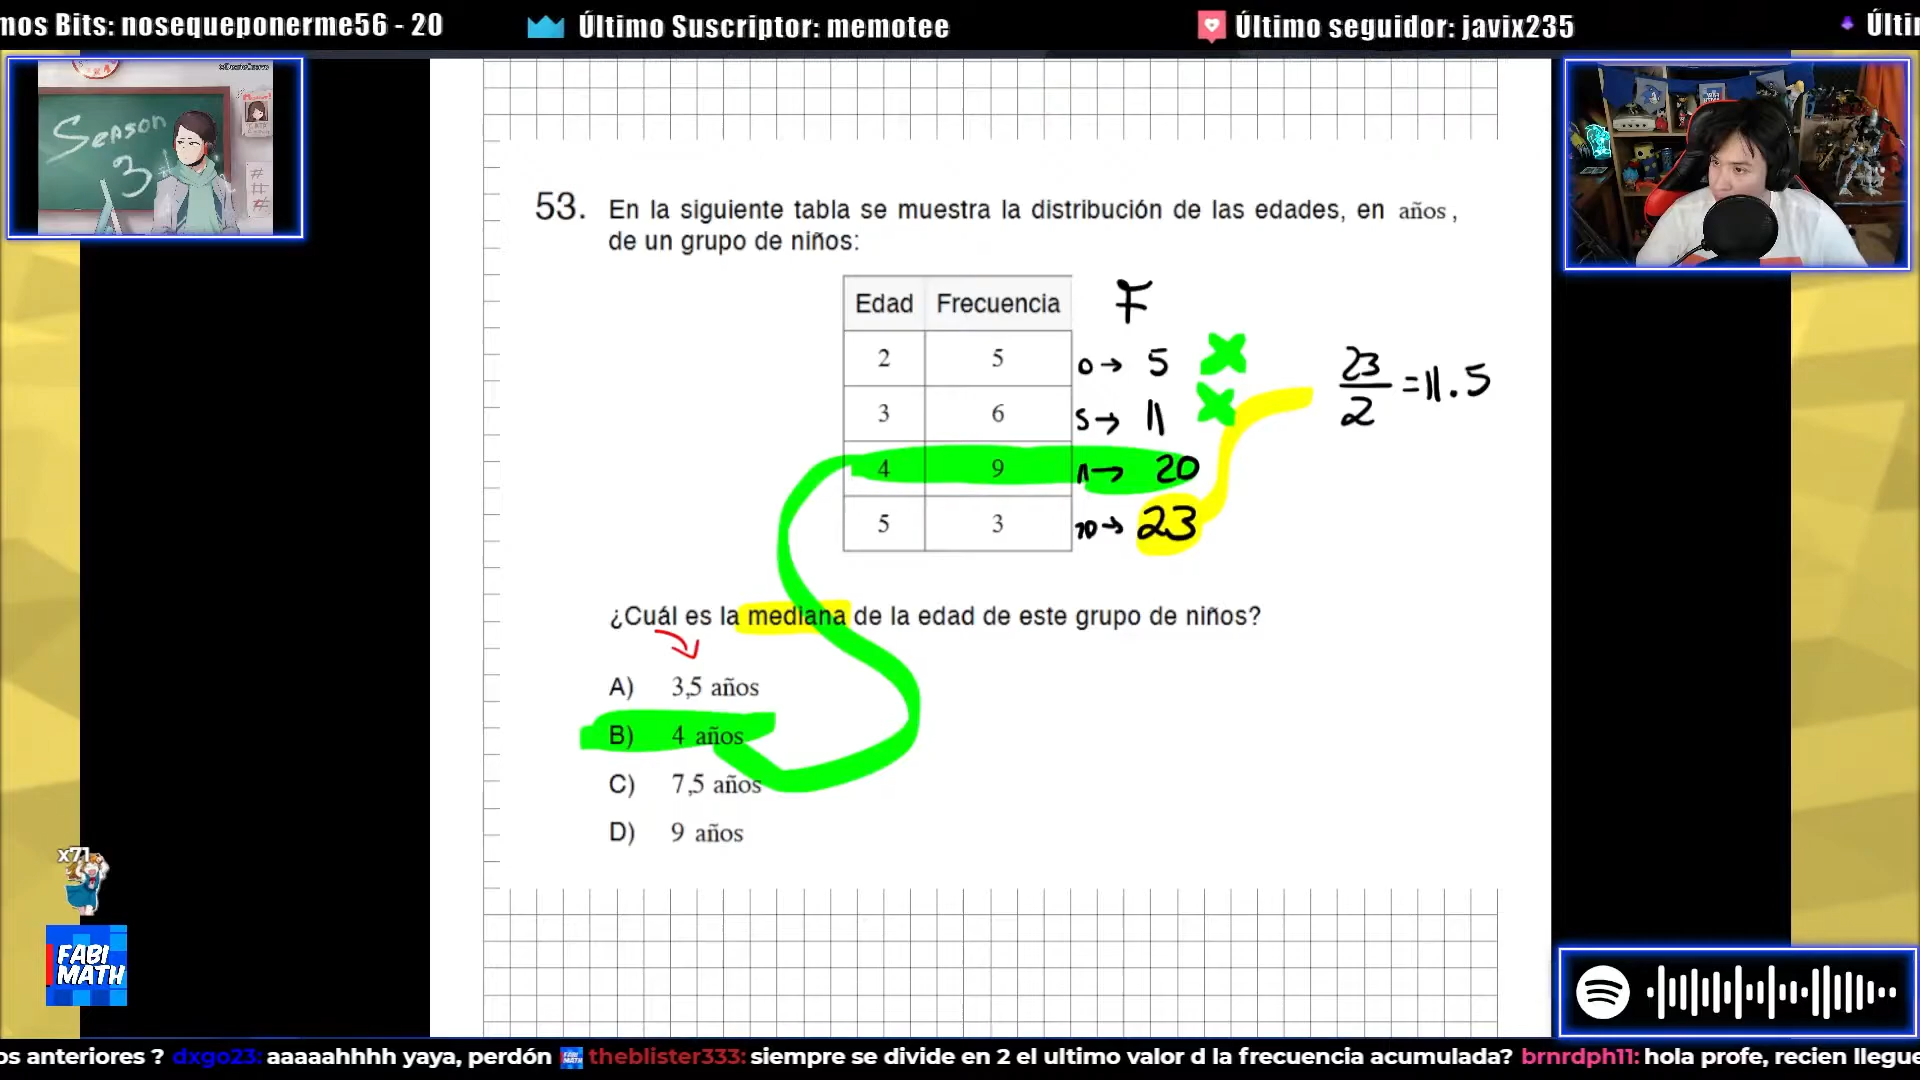 mos Bits: nosequeponerme56 - 20
Último Suscriptor: memotee
Último seguidor: javix235
Últi
Season
3
53. En la siguiente tabla se muestra la distribución de las edades, en años,
de un grupo de niños:
Edad Frecuencia F
2 5 0 → 5
3 6 5 → 11
4 9 11 → 20
5 3 20 → 23
23/2 = 11.5
¿Cuál es la mediana de la edad de este grupo de niños?
A) 3,5 años
B) 4 años
C) 7,5 años
D) 9 años
x71
FABI
MATH
os anteriores ? dxgo23: aaaaahhhh yaya, perdón theblister333: siempre se divide en 2 el ultimo valor d la frecuencia acumulada? brnrdph11: hola profe, recien llegue